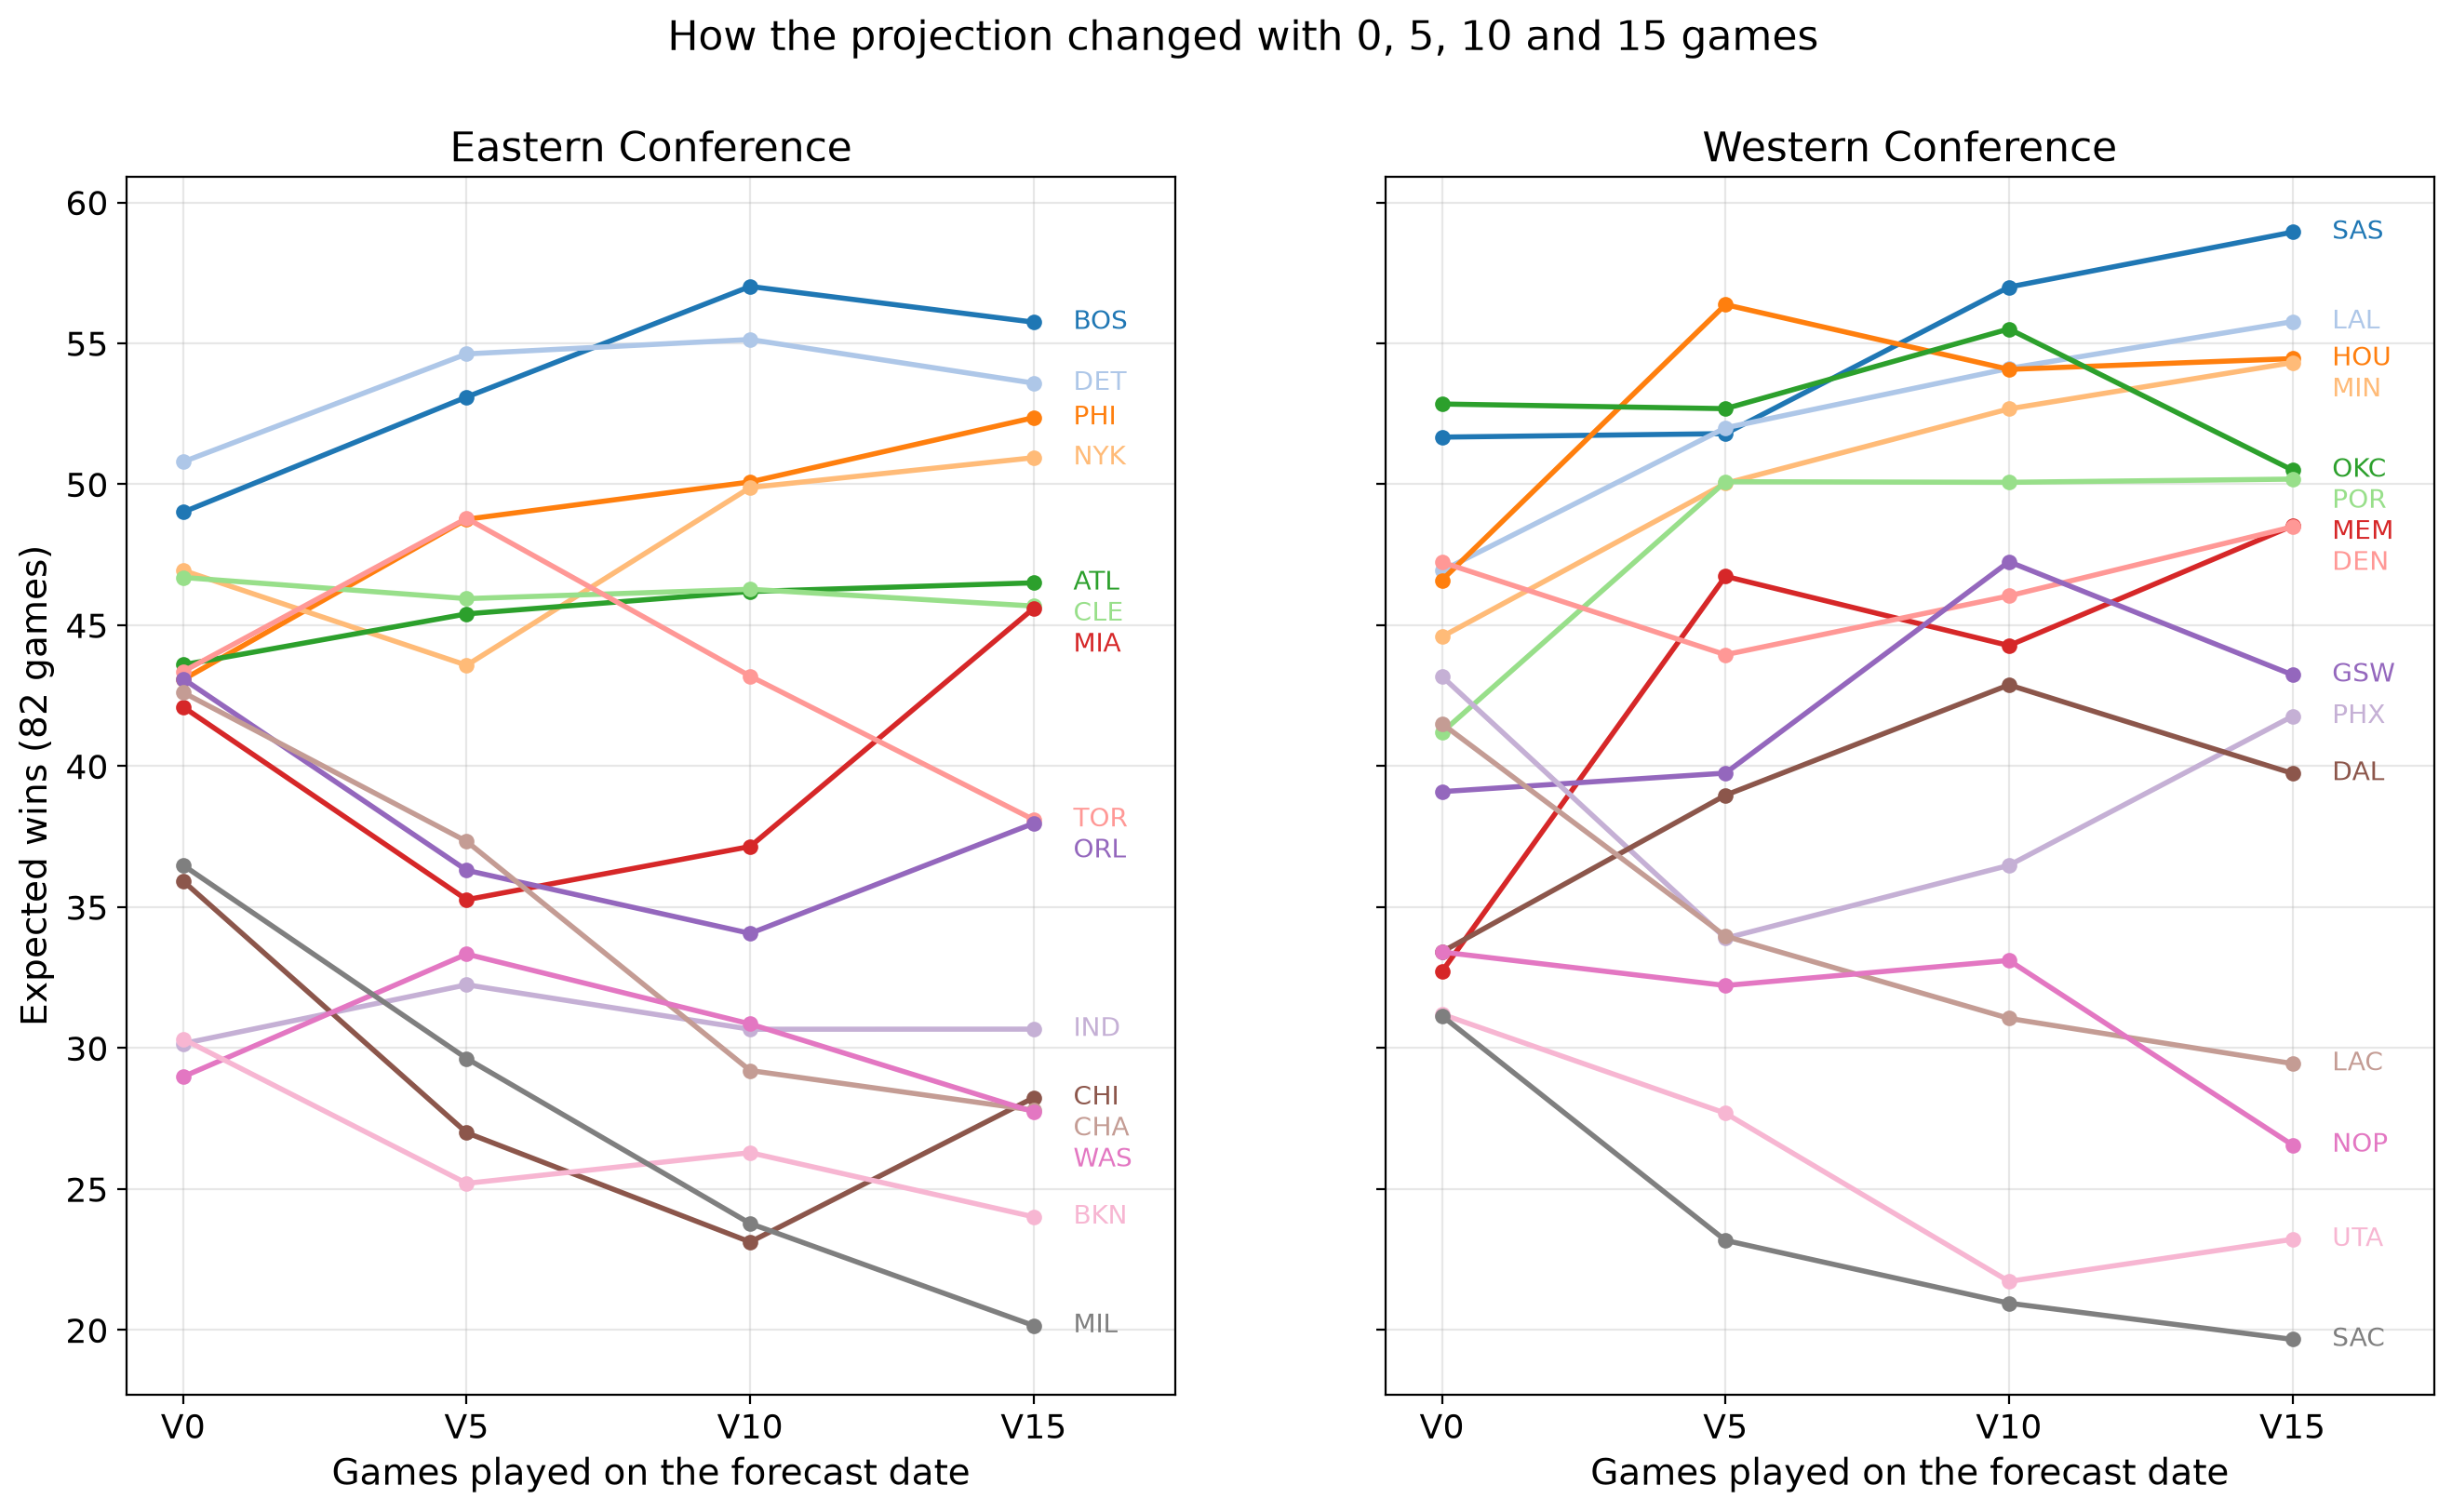 How the projection changed with 0, 5, 10 and 15 games
Eastern Conference
Expected wins (82 games)
60
55
50
45
40
35
30
25
20
BOS
DET
PHI
NYK
ATL
CLE
MIA
TOR
ORL
IND
CHI
CHA
WAS
BKN
MIL
V0 V5 V10 V15
Games played on the forecast date
Western Conference
SAS
LAL
HOU
MIN
OKC
POR
MEM
DEN
GSW
PHX
DAL
LAC
NOP
UTA
SAC
V0 V5 V10 V15
Games played on the forecast date